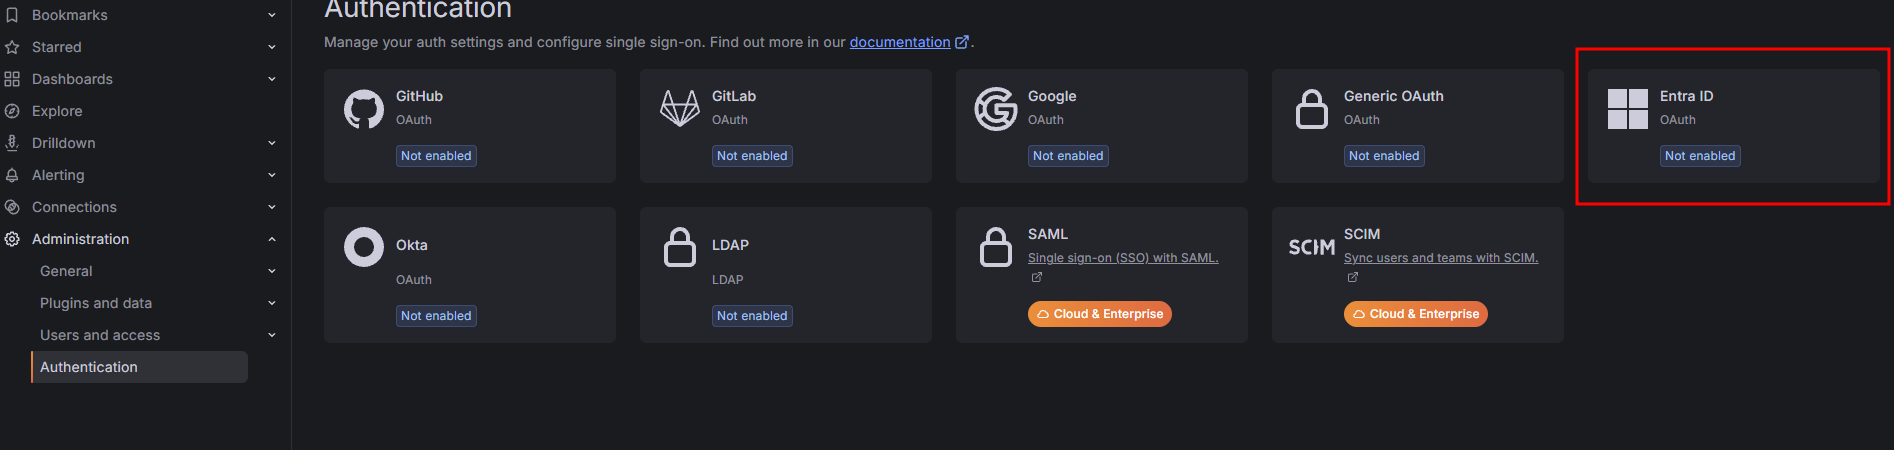 Bookmarks
Starred
Dashboards
Explore
Drilldown
Alerting
Connections
Administration
General
Plugins and data
Users and access
Authentication
Authentication
Manage your auth settings and configure single sign-on. Find out more in our documentation.
GitHub
OAuth
Not enabled
GitLab
OAuth
Not enabled
Google
OAuth
Not enabled
Generic OAuth
OAuth
Not enabled
Entra ID
OAuth
Not enabled
Okta
OAuth
Not enabled
LDAP
LDAP
Not enabled
SAML
Single sign-on (SSO) with SAML.
Cloud & Enterprise
SCIM
SCIM
Sync users and teams with SCIM.
Cloud & Enterprise